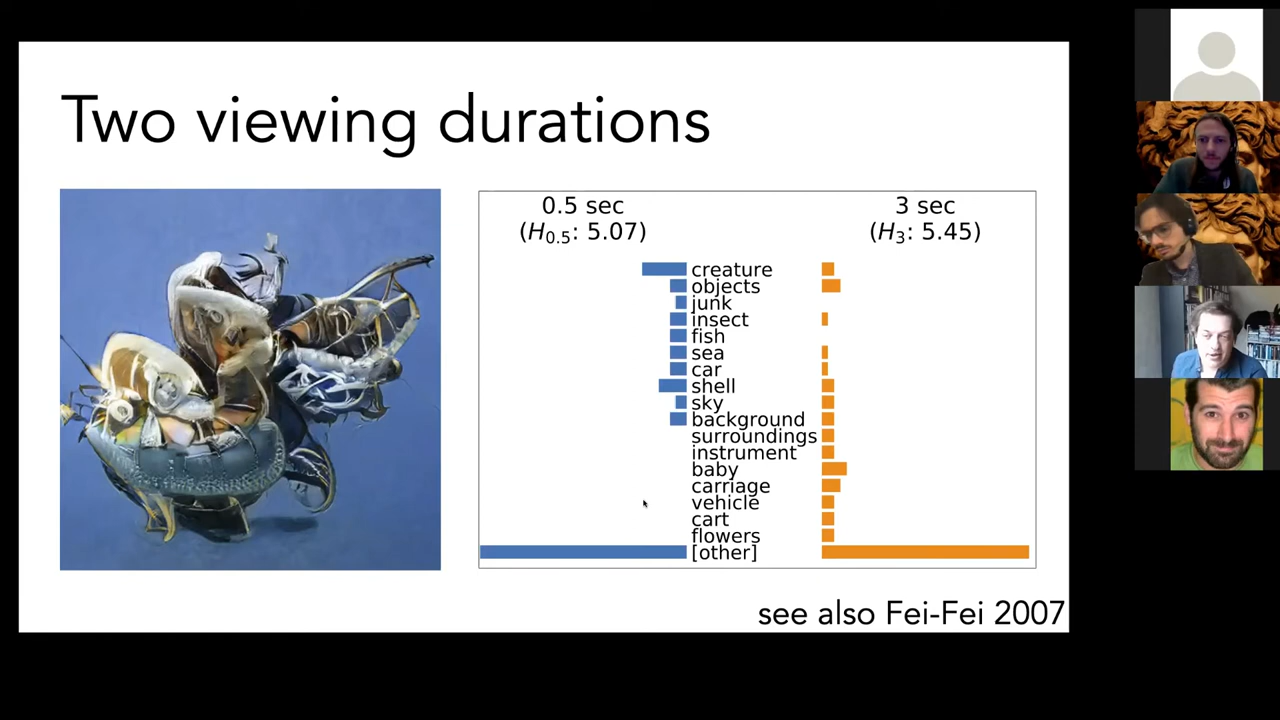 Two viewing durations
0.5 sec
(H0.5: 5.07)
3 sec
(H3: 5.45)
creature
objects
junk
insect
fish
sea
car
shell
sky
background
surroundings
instrument
baby
carriage
vehicle
cart
flowers
[other]
see also Fei-Fei 2007